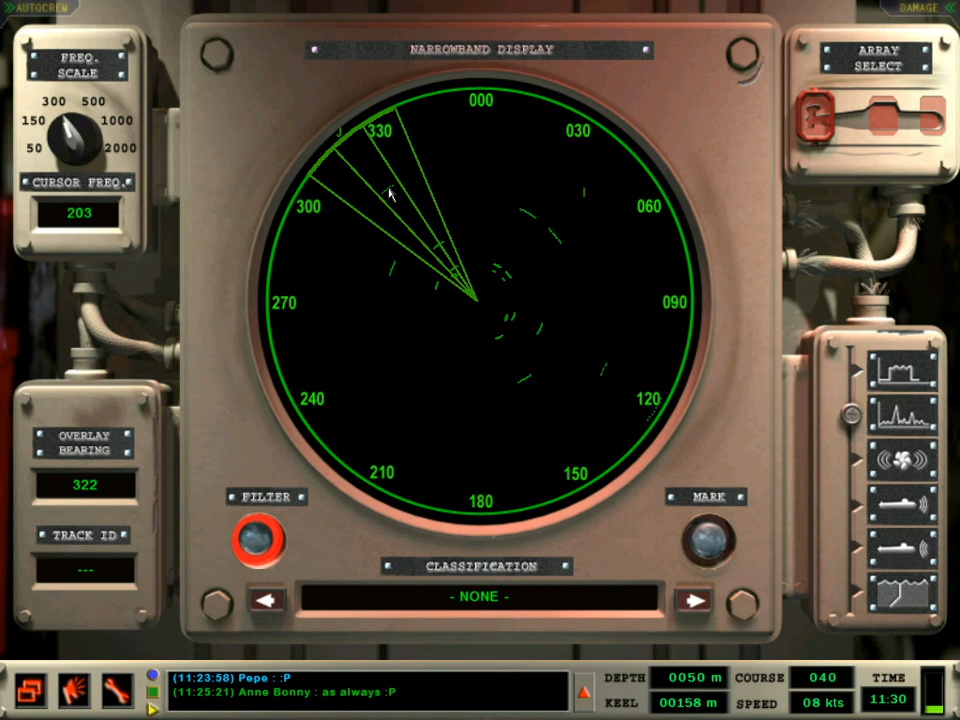 AUTOCREW
DAMAGE
FREQ.
SCALE
300 500
150 1000
50 2000
CURSOR FREQ.
203
NARROWBAND DISPLAY
ARRAY
SELECT
000
J 330
030
300
060
270
090
240
120
210
150
180
OVERLAY
BEARING
322
TRACK ID
---
FILTER
MARK
CLASSIFICATION
- NONE -
(11:23:58) Pepe : :P
(11:25:21) Anne Bonny : as always :P
DEPTH 0050 m COURSE 040 TIME
KEEL 00158 m SPEED 08 kts 11:30